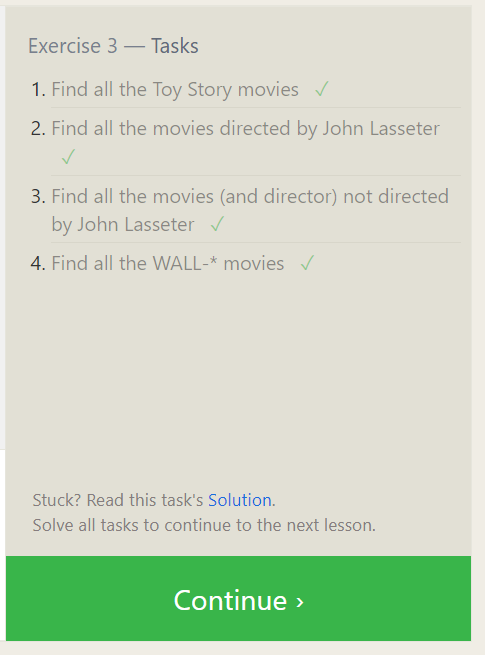 Exercise 3 — Tasks
1. Find all the Toy Story movies ✓
2. Find all the movies directed by John Lasseter
✓
3. Find all the movies (and director) not directed
by John Lasseter ✓
4. Find all the WALL-* movies ✓
Stuck? Read this task's Solution.
Solve all tasks to continue to the next lesson.
Continue ›